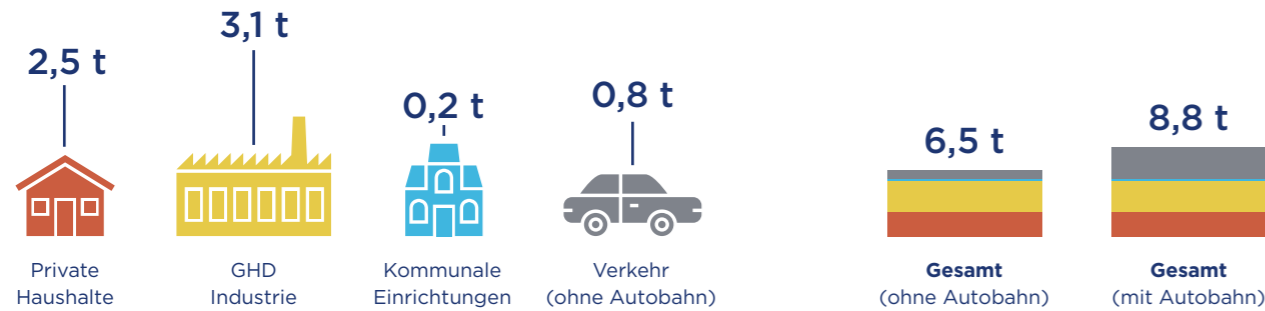 2,5 t
Private
Haushalte
3,1 t
GHD
Industrie
0,2 t
Kommunale
Einrichtungen
0,8 t
Verkehr
(ohne Autobahn)
6,5 t
Gesamt
(ohne Autobahn)
8,8 t
Gesamt
(mit Autobahn)